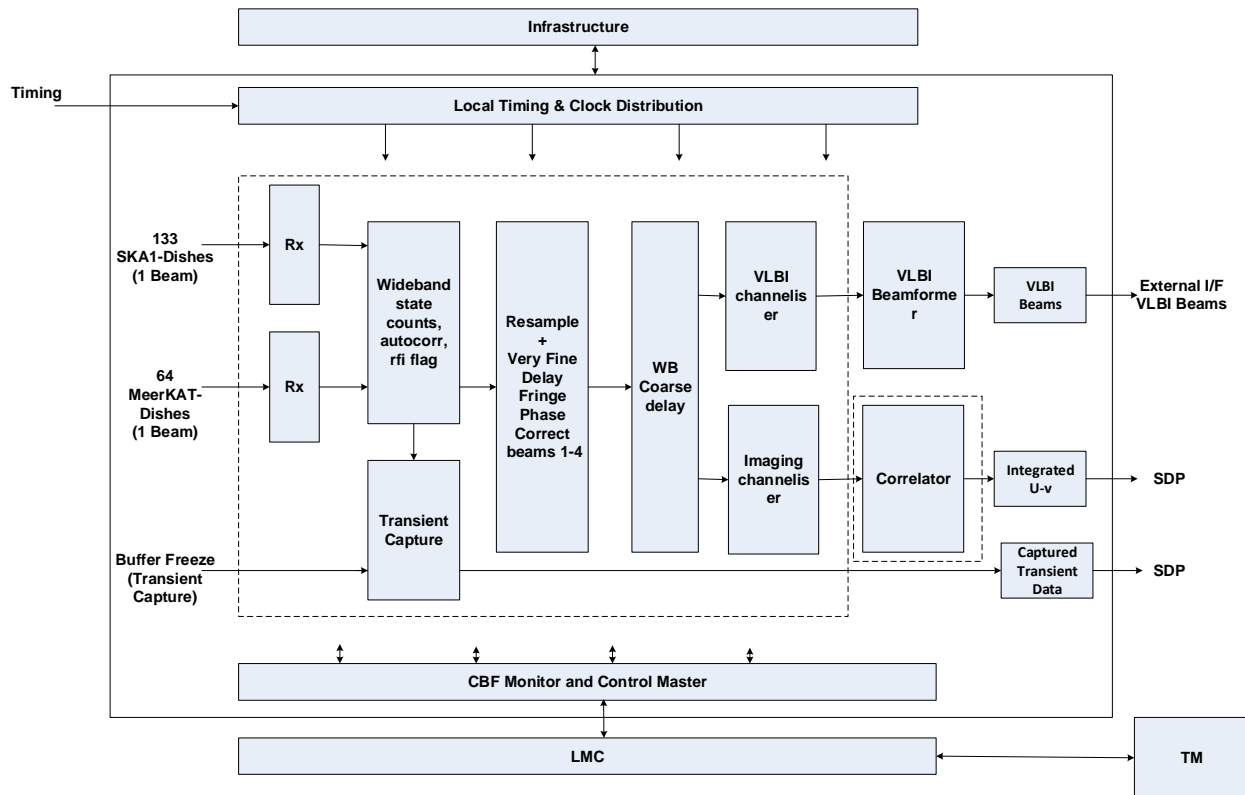 Infrastructure
Timing
Local Timing & Clock Distribution
133
SKA1-Dishes
(1 Beam)
Rx
64
MeerKAT-
Dishes
(1 Beam)
Rx
Wideband
state
counts,
autocorr,
rfi flag
Transient
Capture
Buffer Freeze
(Transient
Capture)
Resample
+
Very Fine
Delay
Fringe
Phase
Correct
beams 1-4
WB
Coarse
delay
VLBI
channelis
er
VLBI
Beamforme
r
VLBI
Beams
External I/F
VLBI Beams
Imaging
channelis
er
Correlator
Integrated
U-v
SDP
Captured
Transient
Data
SDP
CBF Monitor and Control Master
LMC
TM